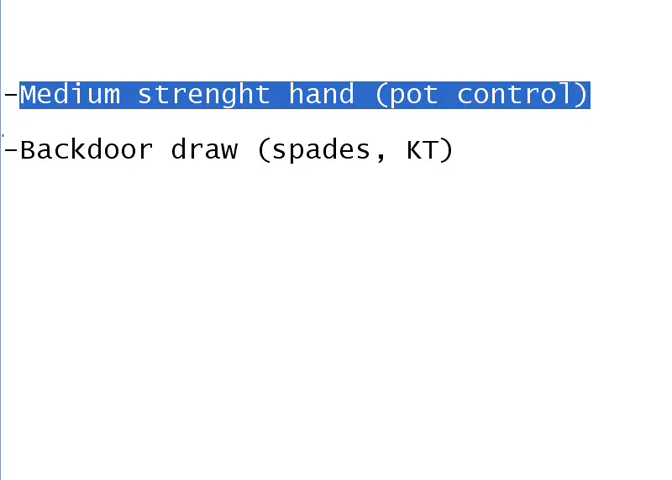 -Medium strenght hand (pot control)
-Backdoor draw (spades, KT)